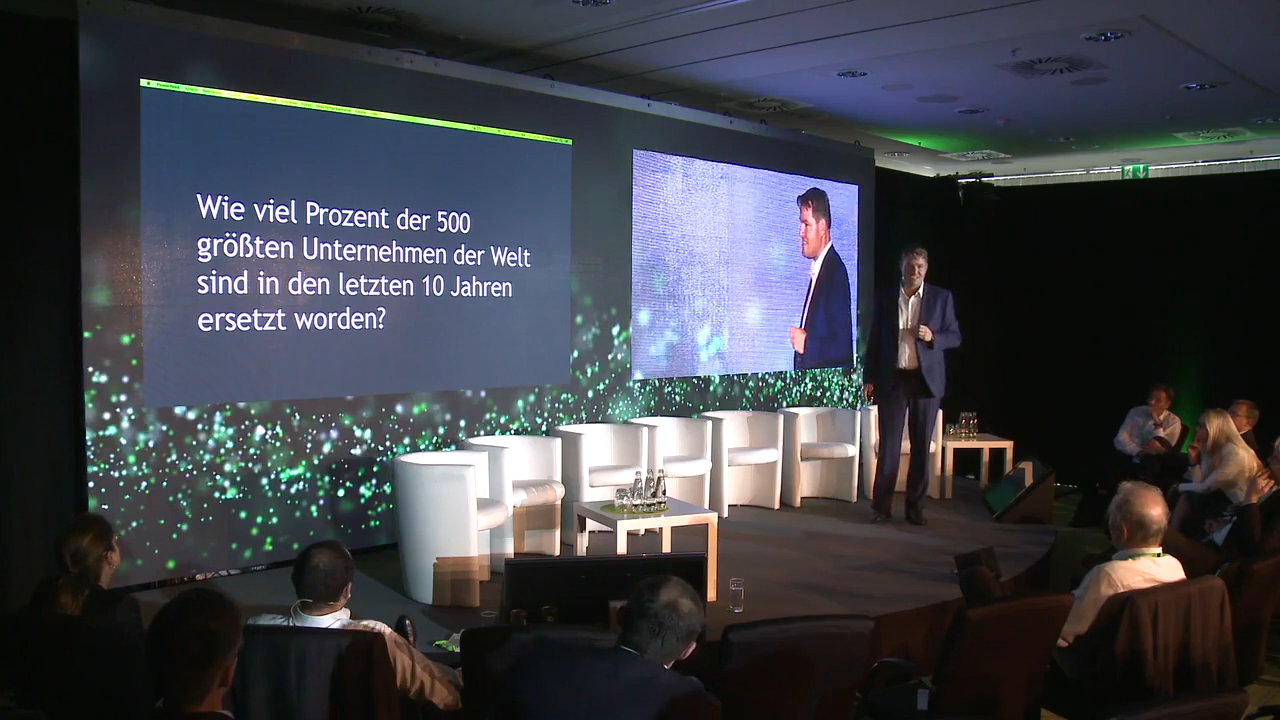 Wie viel Prozent der 500
größten Unternehmen der Welt
sind in den letzten 10 Jahren
ersetzt worden?